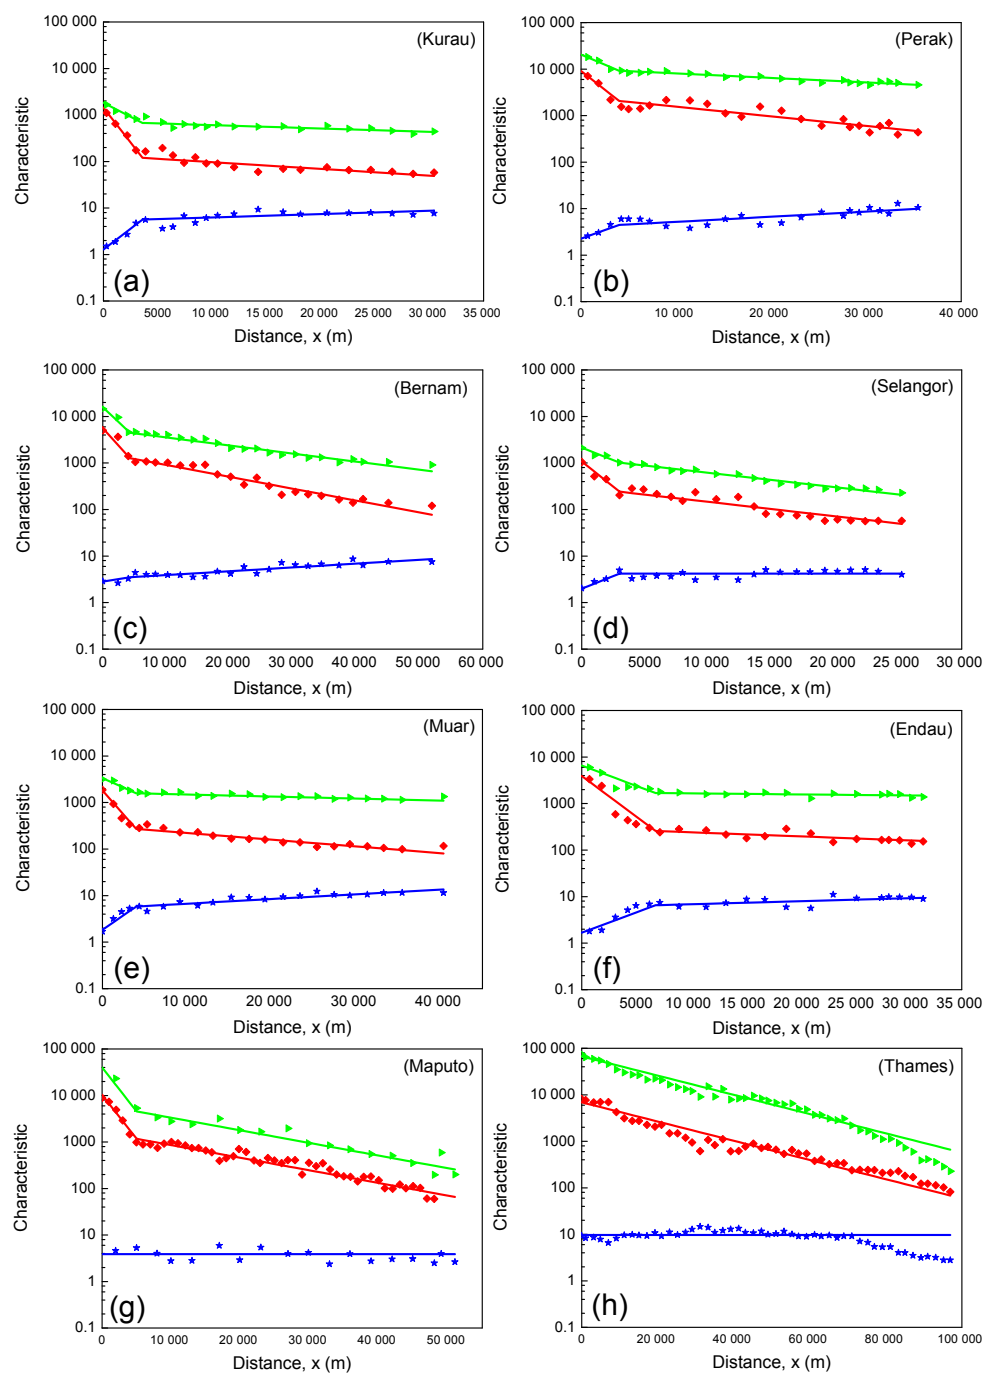 (Kurau)
100 000
10 000
1000
100
10
1
0.1
Characteristic
(a)
0 5000 10 000 15 000 20 000 25 000 30 000 35 000
Distance, x (m)
(Perak)
100 000
10 000
1000
100
10
1
0.1
Characteristic
(b)
0 10 000 20 000 30 000 40 000
Distance, x (m)
(Bernam)
100 000
10 000
1000
100
10
1
0.1
Characteristic
(c)
0 10 000 20 000 30 000 40 000 50 000 60 000
Distance, x (m)
(Selangor)
100 000
10 000
1000
100
10
1
0.1
Characteristic
(d)
0 5000 10 000 15 000 20 000 25 000 30 000
Distance, x (m)
(Muar)
100 000
10 000
1000
100
10
1
0.1
Characteristic
(e)
0 10 000 20 000 30 000 40 000
Distance, x (m)
(Endau)
100 000
10 000
1000
100
10
1
0.1
Characteristic
(f)
0 5000 10 000 15 000 20 000 25 000 30 000 35 000
Distance, x (m)
(Maputo)
100 000
10 000
1000
100
10
1
0.1
Characteristic
(g)
0 10 000 20 000 30 000 40 000 50 000
Distance, x (m)
(Thames)
100 000
10 000
1000
100
10
1
0.1
Characteristic
(h)
0 20 000 40 000 60 000 80 000 100 000
Distance, x (m)